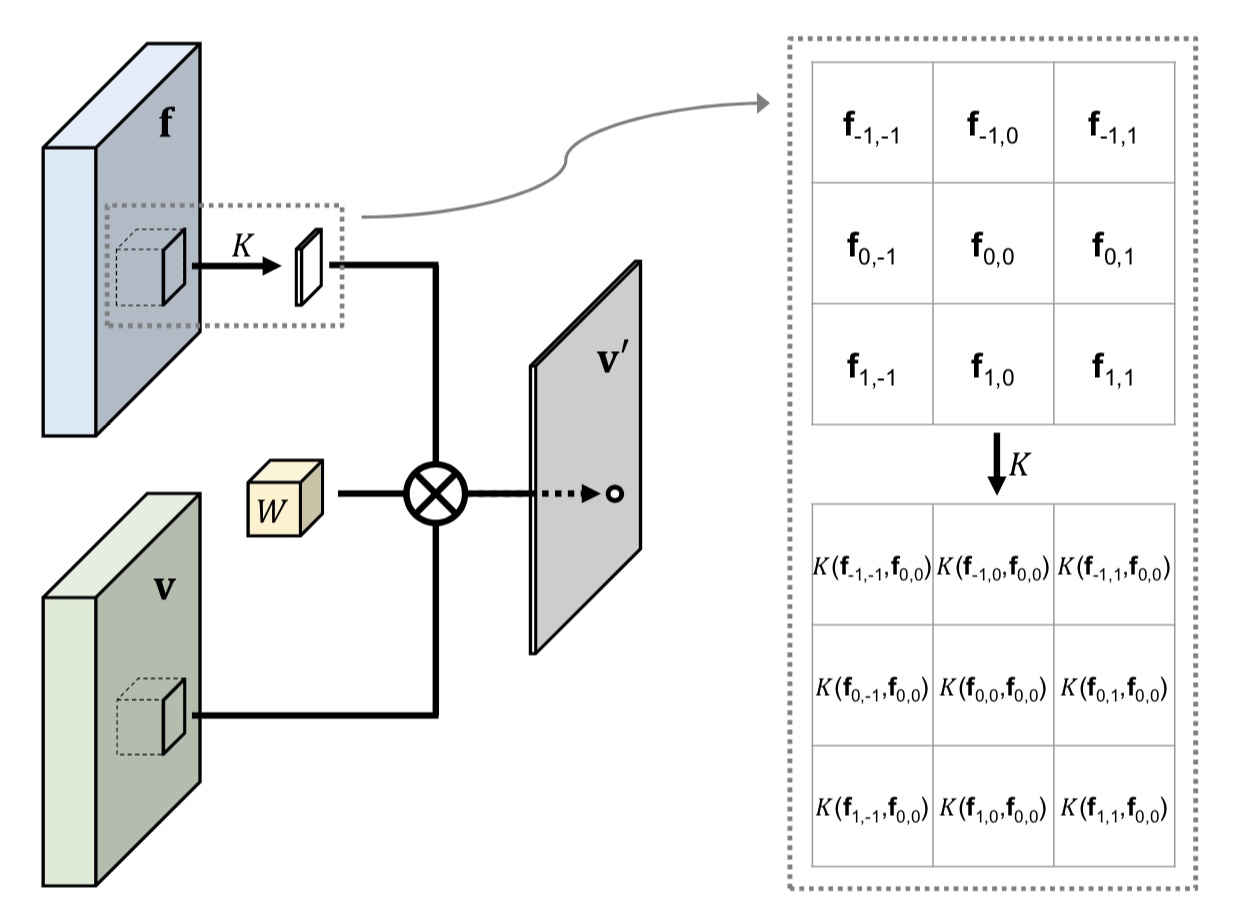 f
K
v′
W
v
f-1,-1 f-1,0 f-1,1
f0,-1 f0,0 f0,1
f1,-1 f1,0 f1,1
K
K(f-1,-1,f0,0) K(f-1,0,f0,0) K(f-1,1,f0,0)
K(f0,-1,f0,0) K(f0,0,f0,0) K(f0,1,f0,0)
K(f1,-1,f0,0) K(f1,0,f0,0) K(f1,1,f0,0)